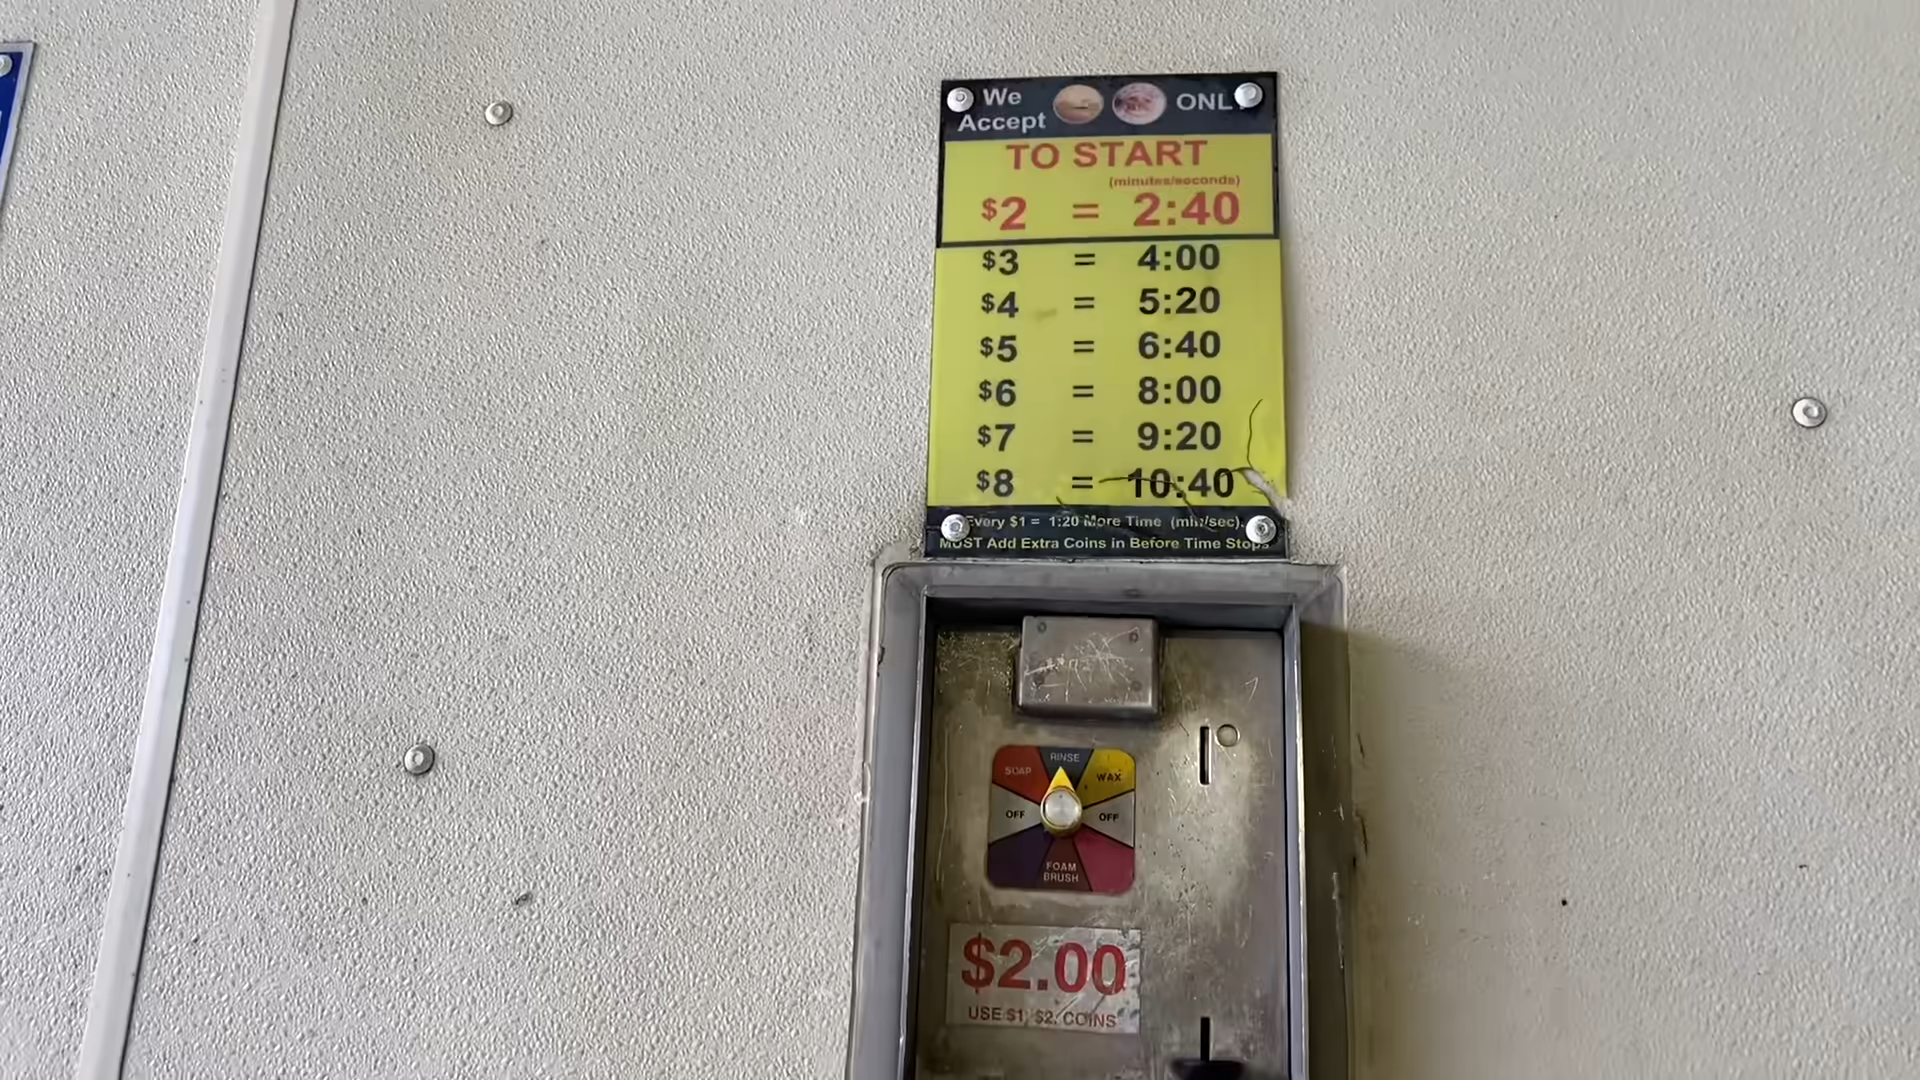 We
Accept ONLY
TO START
(minutes/seconds)
$2 = 2:40
$3 = 4:00
$4 = 5:20
$5 = 6:40
$6 = 8:00
$7 = 9:20
$8 = 10:40
Every $1 = 1:20 More Time (min/sec).
MUST Add Extra Coins in Before Time Stops
RINSE
SOAP WAX
OFF OFF
FOAM
BRUSH
$2.00
USE $1, $2, COINS